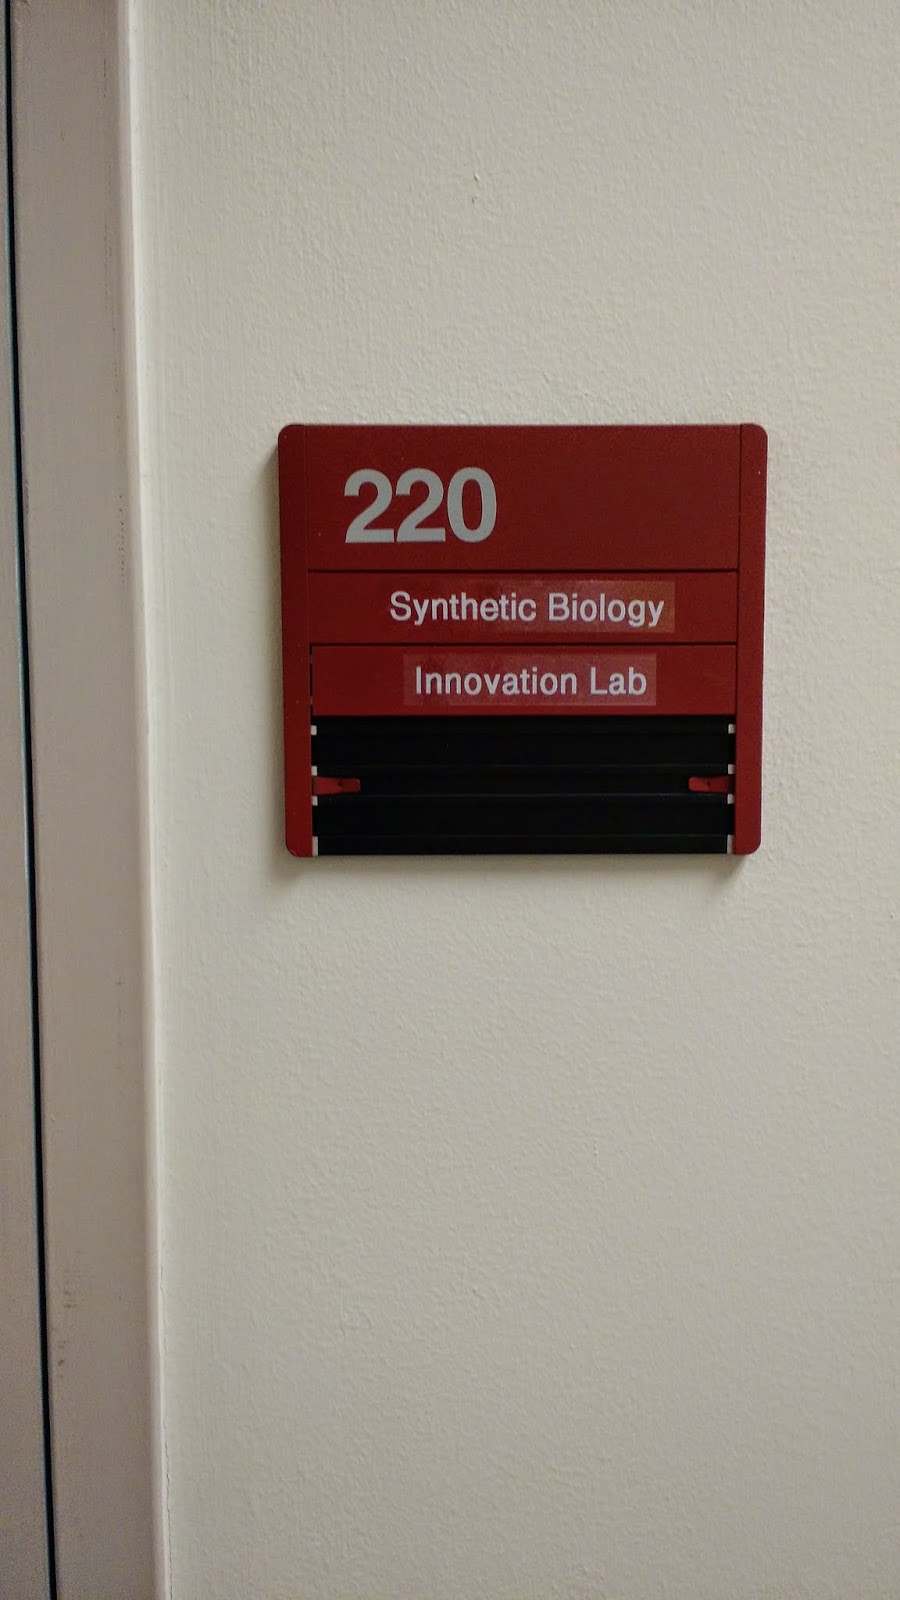 220
Synthetic Biology
Innovation Lab